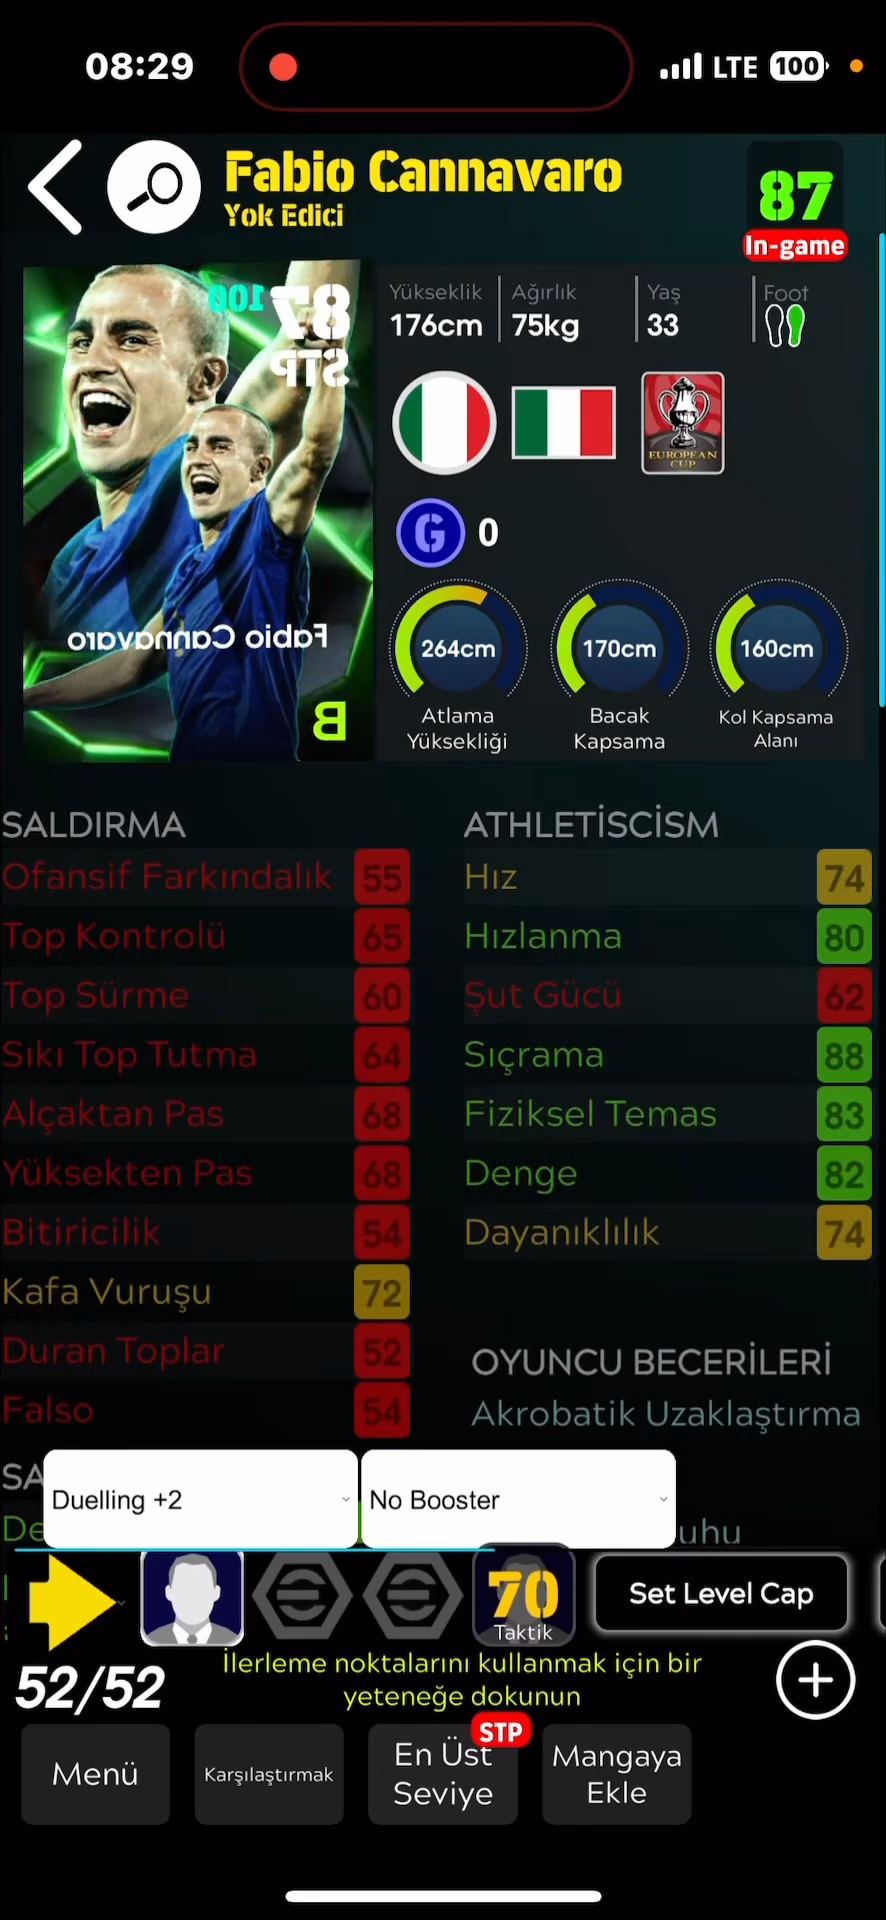 08:29
LTE 100
Fabio Cannavaro
Yok Edici
87
In-game
87 100
STP
Fabio Cannavaro
B
Yükseklik
176cm
Ağırlık
75kg
Yaş
33
Foot
EUROPEAN
CUP
G 0
264cm
Atlama
Yüksekliği
170cm
Bacak
Kapsama
160cm
Kol Kapsama
Alanı
SALDIRMA
Ofansif Farkındalık 55
Top Kontrolü 65
Top Sürme 60
Sıkı Top Tutma 64
Alçaktan Pas 68
Yüksekten Pas 68
Bitiricilik 54
Kafa Vuruşu 72
Duran Toplar 52
Falso 54
ATHLETİSCİSM
Hız 74
Hızlanma 80
Şut Gücü 62
Sıçrama 88
Fiziksel Temas 83
Denge 82
Dayanıklılık 74
OYUNCU BECERİLERİ
Akrobatik Uzaklaştırma
Duelling +2
No Booster
70
Taktik
Set Level Cap
52/52
İlerleme noktalarını kullanmak için bir
yeteneğe dokunun
Menü
Karşılaştırmak
STP
En Üst
Seviye
Mangaya
Ekle